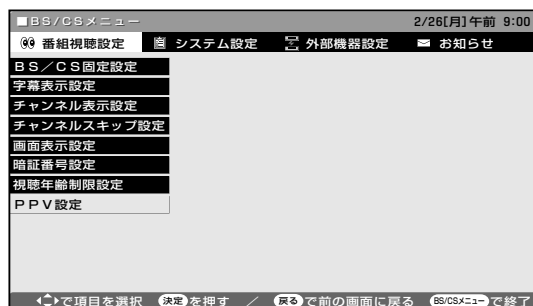 ■BS/CSメニュー 2/26[月]午前 9:00
番組視聴設定 システム設定 外部機器設定 お知らせ
BS/CS固定設定
字幕表示設定
チャンネル表示設定
チャンネルスキップ設定
画面表示設定
暗証番号設定
視聴年齢制限設定
PPV設定
で項目を選択 決定を押す / 戻るで前の画面に戻る BS/CSメニューで終了